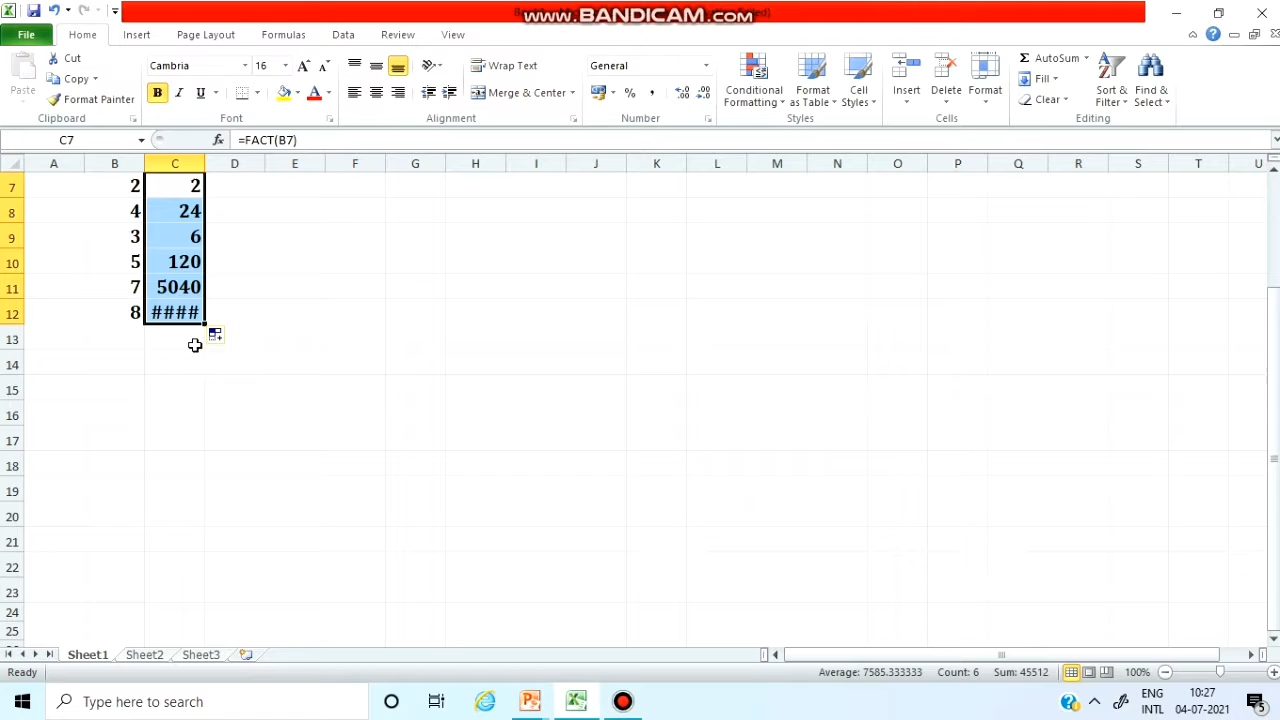 www.BANDICAM.com
File Home Insert Page Layout Formulas Data Review View
Cut
Copy
Format Painter
Paste
Clipboard
Cambria 16
B I U A
Font
Wrap Text
Merge & Center
Alignment
General
% ,
Number
Conditional Formatting
Format as Table
Cell Styles
Styles
Insert Delete Format
Cells
Σ AutoSum
Fill
Clear
Sort & Filter
Find & Select
Editing
C7 fx =FACT(B7)
A B C D E F G H I J K L M N O P Q R S T U
7 2 2
8 4 24
9 3 6
10 5 120
11 7 5040
12 8 ####
13
14
15
16
17
18
19
20
21
22
23
24
25
Sheet1 Sheet2 Sheet3
Ready Average: 7585.333333 Count: 6 Sum: 45512 100%
Type here to search
ENG
INTL
10:27
04-07-2021
5